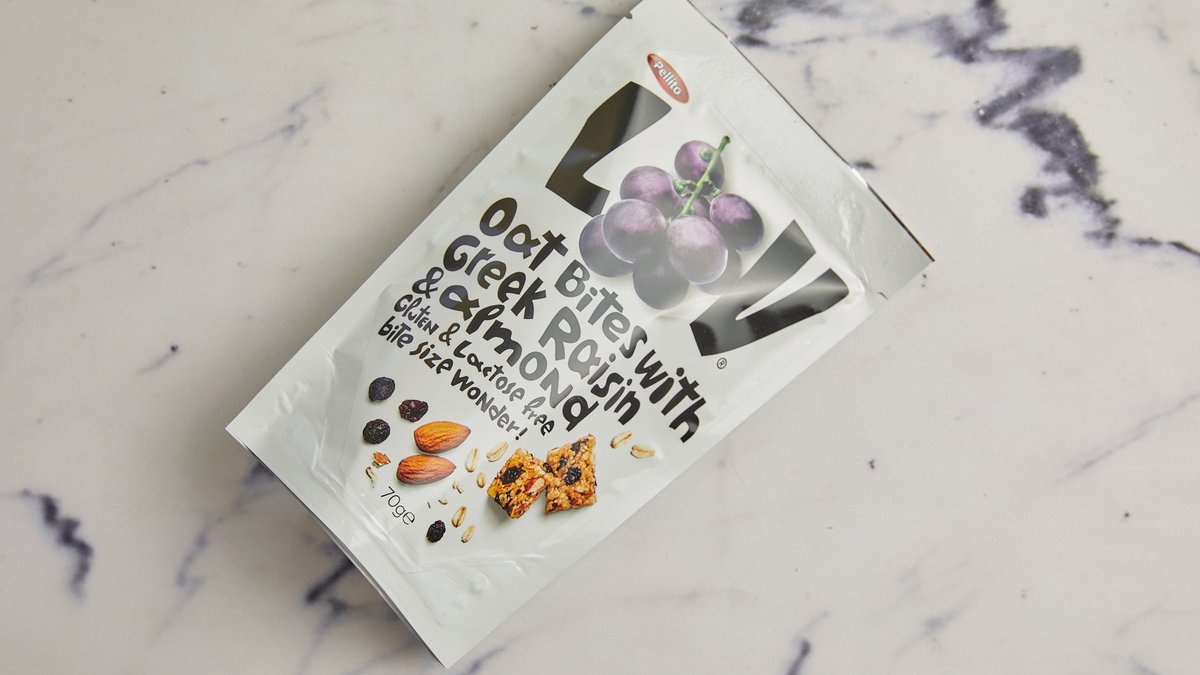 Pellito
®
Oat Bites with
Greek Raisin
& almond
Gluten & Lactose free
bite size wonder!
70g℮